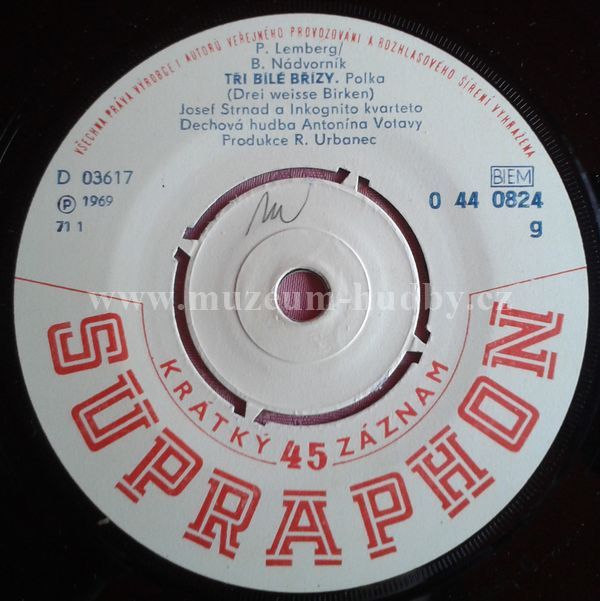 VŠECHNA PRÁVA VÝROBCE I AUTORŮ VEŘEJNÉHO PROVOZOVÁNÍ A ROZHLASOVÉHO ŠÍŘENÍ VYHRAŽENA
P. Lemberg/
B. Nádvorník
TŘI BÍLÉ BŘÍZY. Polka
(Drei weisse Birken)
Josef Strnad a Inkognito kvarteto
Dechová hudba Antonína Votavy
Produkce R. Urbanec
D 03617
Ⓟ 1969
71 1
BIEM
0 44 0824
g
www.muzeum-hudby.cz
KRÁTKÝ 45 ZÁZNAM
SUPRAPHON